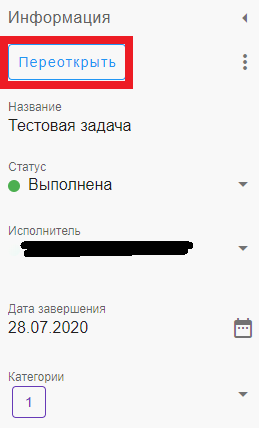 Информация
Переоткрыть
Название
Тестовая задача
Статус
Выполнена
Исполнитель
Дата завершения
28.07.2020
Категории
1